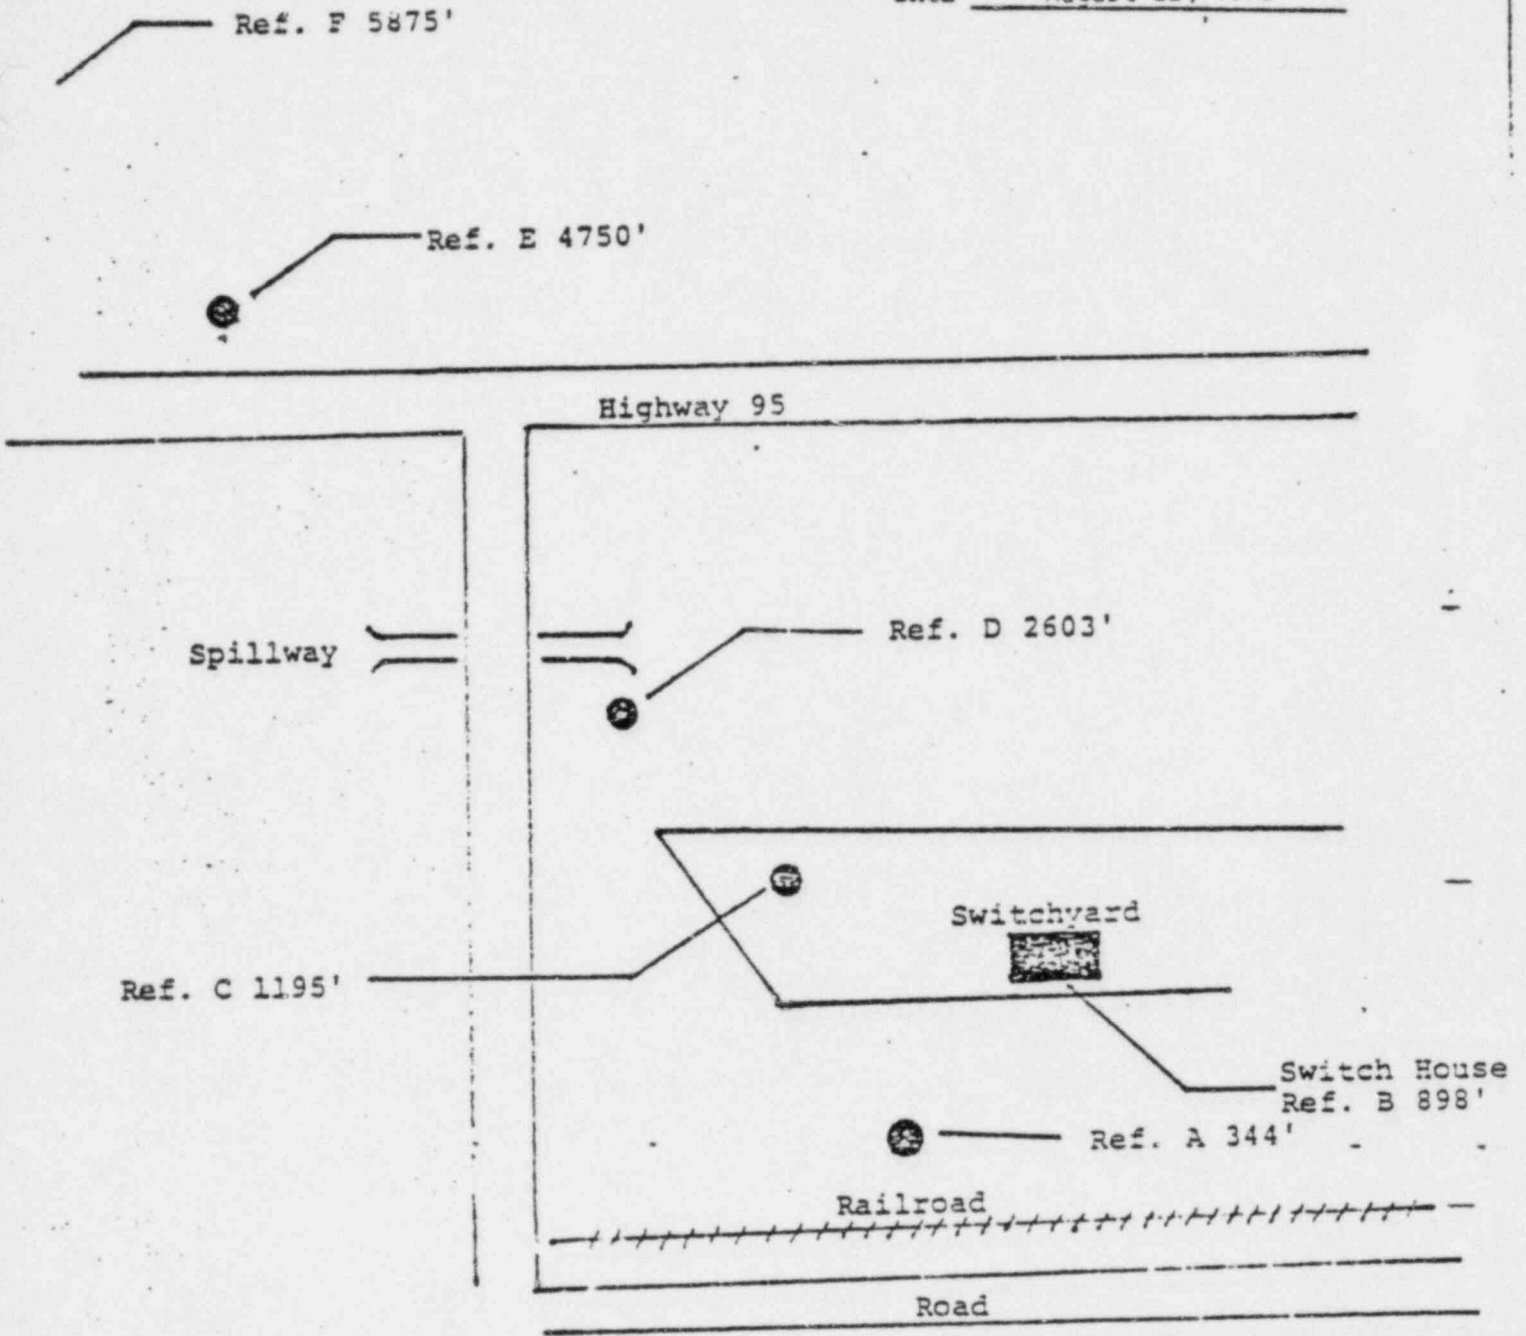 Ref. F 5875'
Ref. E 4750'
Highway 95
Spillway
Ref. D 2603'
Switchyard
Ref. C 1195'
Switch House
Ref. B 898'
Ref. A 344'
Railroad
Road